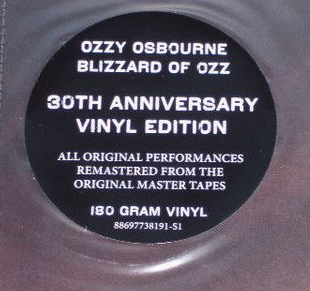 OZZY OSBOURNE
BLIZZARD OF OZZ
30TH ANNIVERSARY
VINYL EDITION
ALL ORIGINAL PERFORMANCES
REMASTERED FROM THE
ORIGINAL MASTER TAPES
180 GRAM VINYL
88697738191-S1